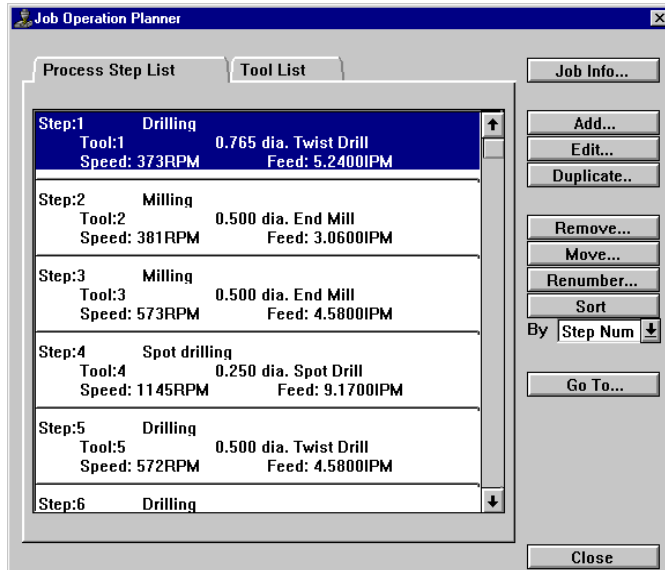 Job Operation Planner
Process Step List
Tool List
Step:1 Drilling
Tool:1 0.765 dia. Twist Drill
Speed: 373RPM Feed: 5.2400IPM
Step:2 Milling
Tool:2 0.500 dia. End Mill
Speed: 381RPM Feed: 3.0600IPM
Step:3 Milling
Tool:3 0.500 dia. End Mill
Speed: 573RPM Feed: 4.5800IPM
Step:4 Spot drilling
Tool:4 0.250 dia. Spot Drill
Speed: 1145RPM Feed: 9.1700IPM
Step:5 Drilling
Tool:5 0.500 dia. Twist Drill
Speed: 572RPM Feed: 4.5800IPM
Step:6 Drilling
Job Info...
Add...
Edit...
Duplicate..
Remove...
Move...
Renumber...
Sort
By Step Num
Go To...
Close